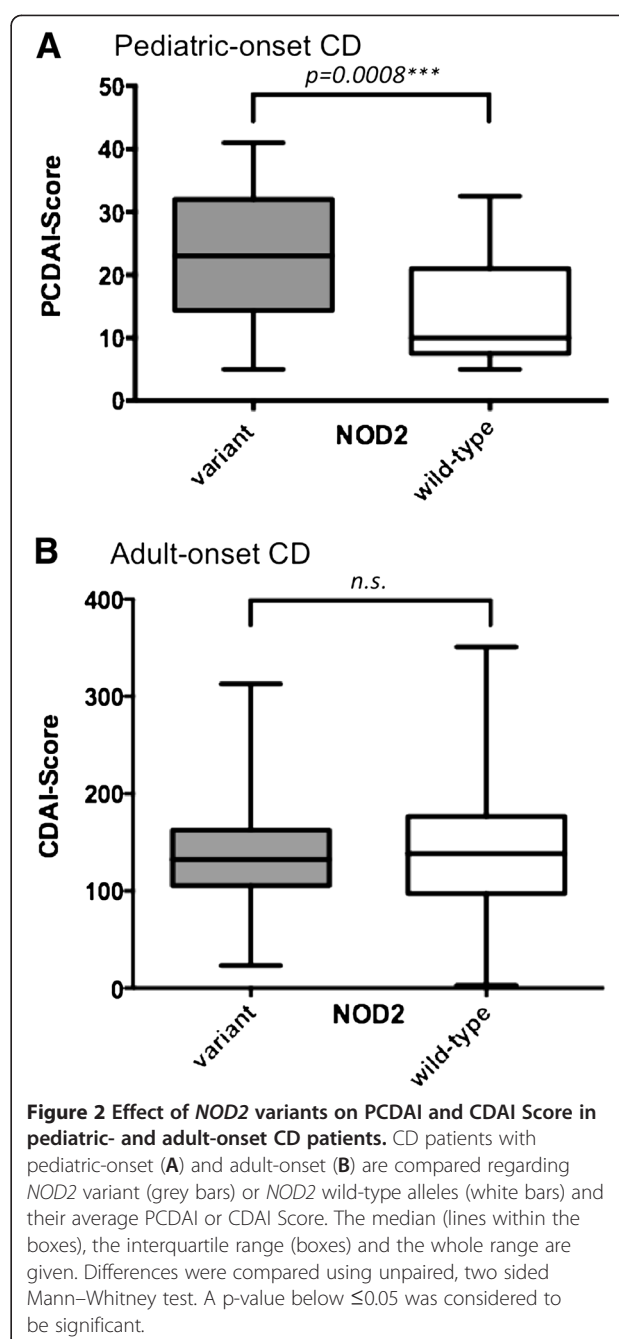 A Pediatric-onset CD
p=0.0008***
50
40
30
20
10
0
PCDAI-Score
variant
NOD2
wild-type
B Adult-onset CD
n.s.
400
300
200
100
0
CDAI-Score
variant
NOD2
wild-type
Figure 2 Effect of NOD2 variants on PCDAI and CDAI Score in
pediatric- and adult-onset CD patients. CD patients with
pediatric-onset (A) and adult-onset (B) are compared regarding
NOD2 variant (grey bars) or NOD2 wild-type alleles (white bars) and
their average PCDAI or CDAI Score. The median (lines within the
boxes), the interquartile range (boxes) and the whole range are
given. Differences were compared using unpaired, two sided
Mann–Whitney test. A p-value below ≤0.05 was considered to
be significant.